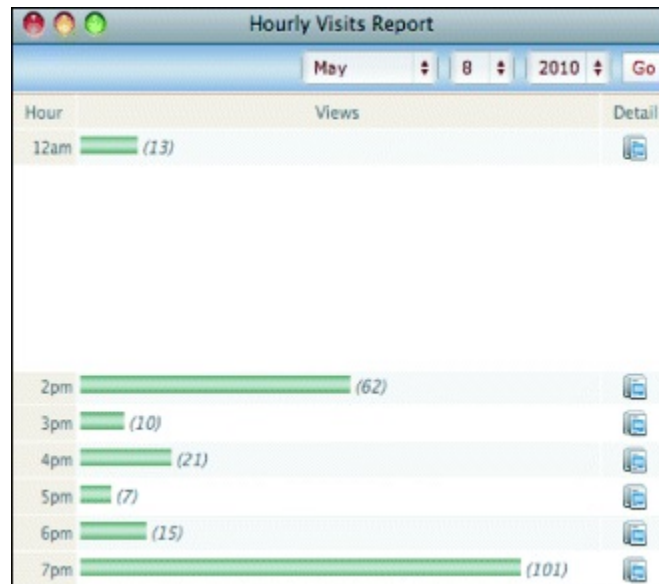 Hourly Visits Report
May 8 2010 Go
Hour Views Detail
12am (13)
2pm (62)
3pm (10)
4pm (21)
5pm (7)
6pm (15)
7pm (101)